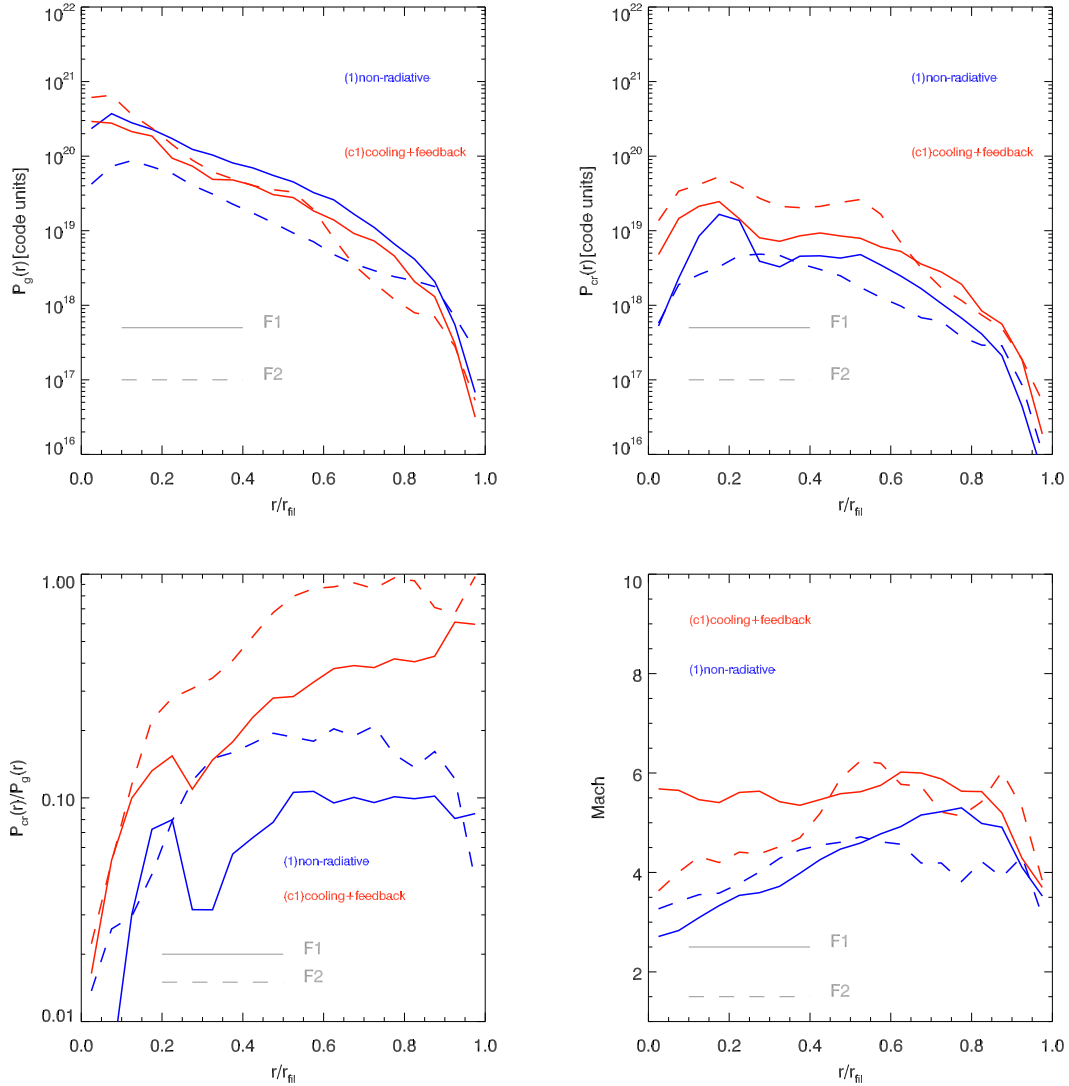 10^22
10^21
10^20
10^19
10^18
10^17
10^16
P_g(r) [code units]
(1)non-radiative
(c1)cooling+feedback
F1
F2
0.0 0.2 0.4 0.6 0.8 1.0
r/r_fil
10^22
10^21
10^20
10^19
10^18
10^17
10^16
P_cr(r) [code units]
(1)non-radiative
(c1)cooling+feedback
F1
F2
0.0 0.2 0.4 0.6 0.8 1.0
r/r_fil
1.00
0.10
0.01
P_cr(r)/P_g(r)
(1)non-radiative
(c1)cooling+feedback
F1
F2
0.0 0.2 0.4 0.6 0.8 1.0
r/r_fil
10
8
6
4
2
Mach
(c1)cooling+feedback
(1)non-radiative
F1
F2
0.0 0.2 0.4 0.6 0.8 1.0
r/r_fil